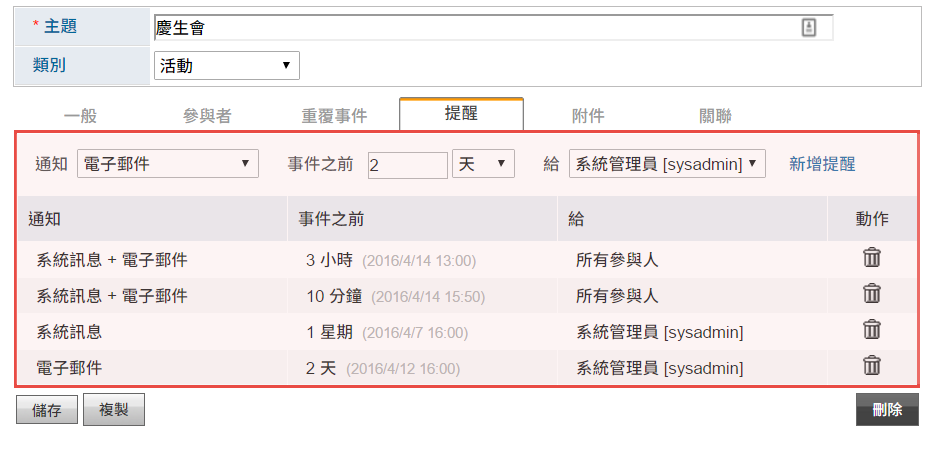 * 主題 慶生會
類別 活動
一般 參與者 重覆事件 提醒 附件 關聯
通知 電子郵件 事件之前 2 天 給 系統管理員 [sysadmin] 新增提醒
通知 事件之前 給 動作
系統訊息 + 電子郵件 3 小時 (2016/4/14 13:00) 所有參與人
系統訊息 + 電子郵件 10 分鐘 (2016/4/14 15:50) 所有參與人
系統訊息 1 星期 (2016/4/7 16:00) 系統管理員 [sysadmin]
電子郵件 2 天 (2016/4/12 16:00) 系統管理員 [sysadmin]
儲存 複製 刪除